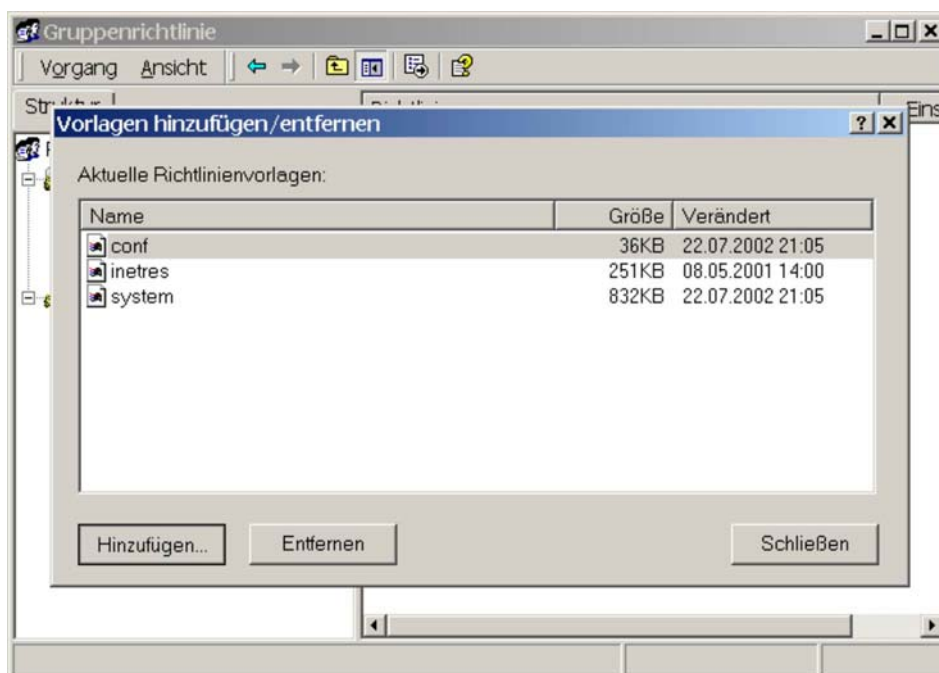 Gruppenrichtlinie
Vorgang Ansicht
Vorlagen hinzufügen/entfernen
Aktuelle Richtlinienvorlagen:
Name Größe Verändert
conf 36KB 22.07.2002 21:05
inetres 251KB 08.05.2001 14:00
system 832KB 22.07.2002 21:05
Hinzufügen... Entfernen Schließen